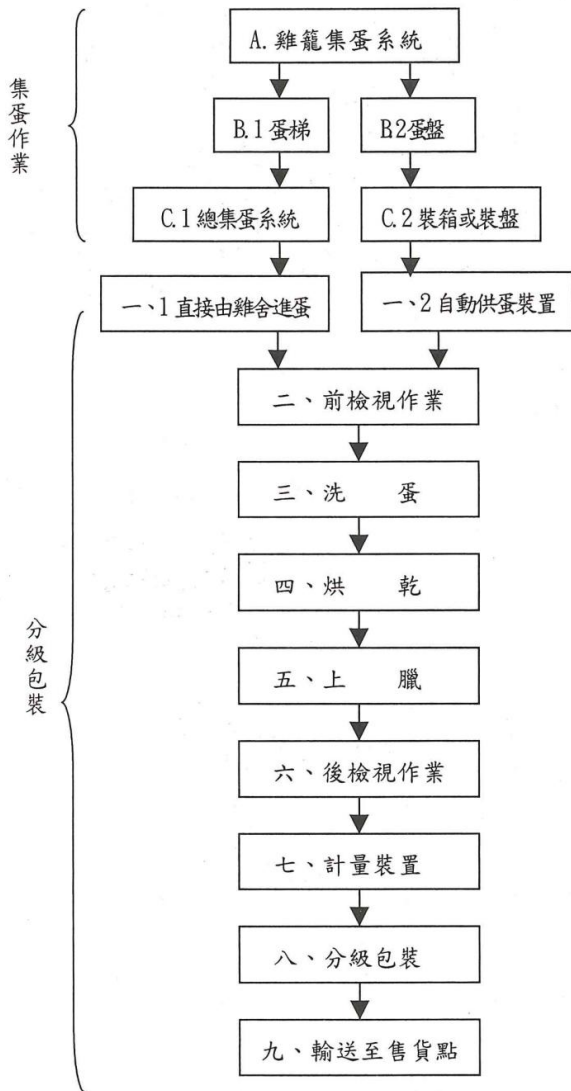 集蛋作業
A.雞籠集蛋系統
B.1蛋梯
B.2蛋盤
C.1總集蛋系統
C.2裝箱或裝盤
分級包裝
一、1直接由雞舍進蛋
一、2自動供蛋裝置
二、前檢視作業
三、洗　　蛋
四、烘　　乾
五、上　　臘
六、後檢視作業
七、計量裝置
八、分級包裝
九、輸送至售貨點